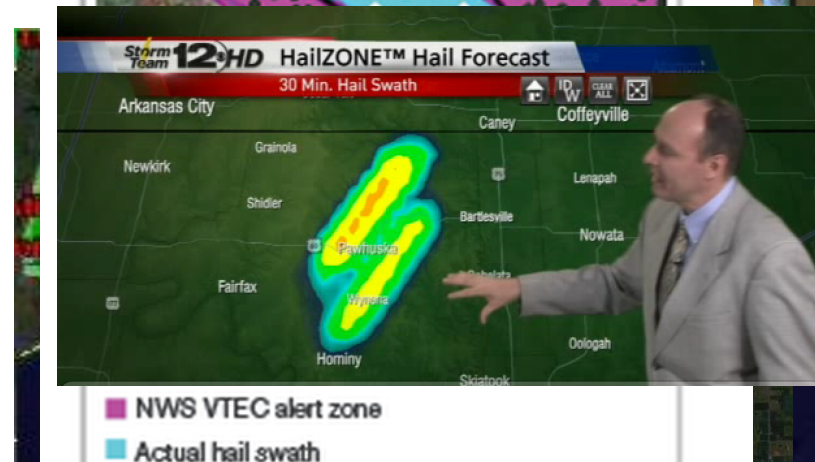 Storm Team 12 HD HailZONE™ Hail Forecast
30 Min. Hail Swath
IDW CLEAR ALL
Arkansas City
Caney Coffeyville
Grainola
Newkirk
Lenapah
Shidler
Bartlesville
Nowata
Pawhuska
Fairfax
Wynona
Oologah
Hominy
Skiatook
NWS VTEC alert zone
Actual hail swath